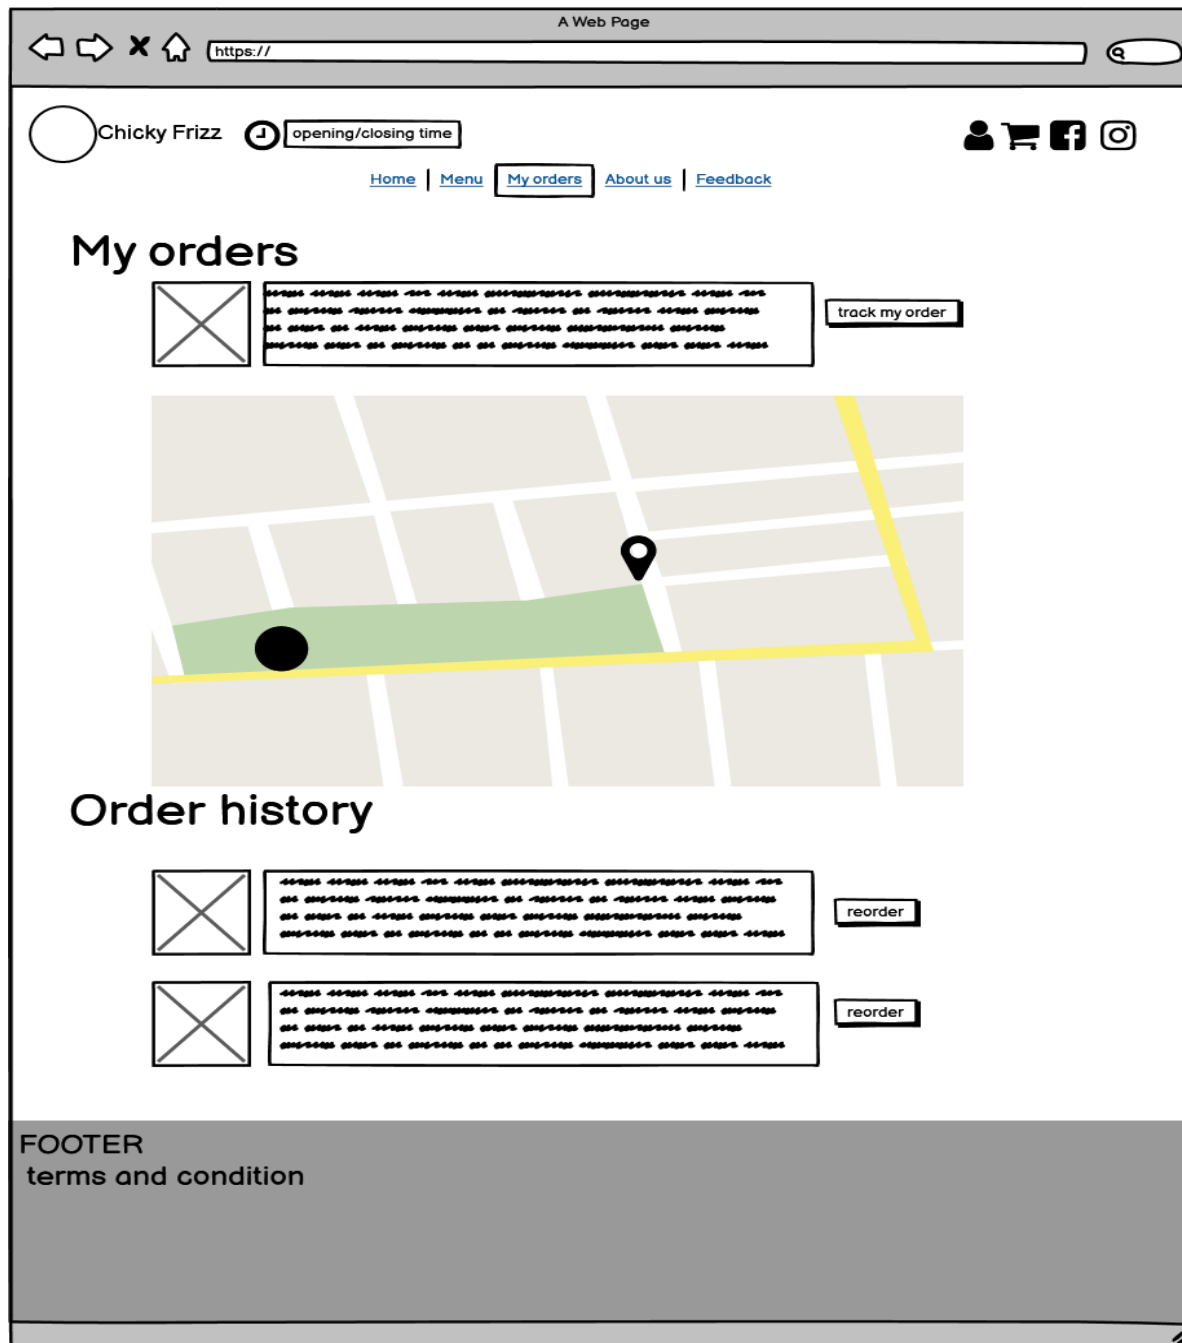 A Web Page
https://
Chicky Frizz
opening/closing time
Home | Menu My orders About us | Feedback
My orders
track my order
Order history
reorder
reorder
FOOTER
terms and condition